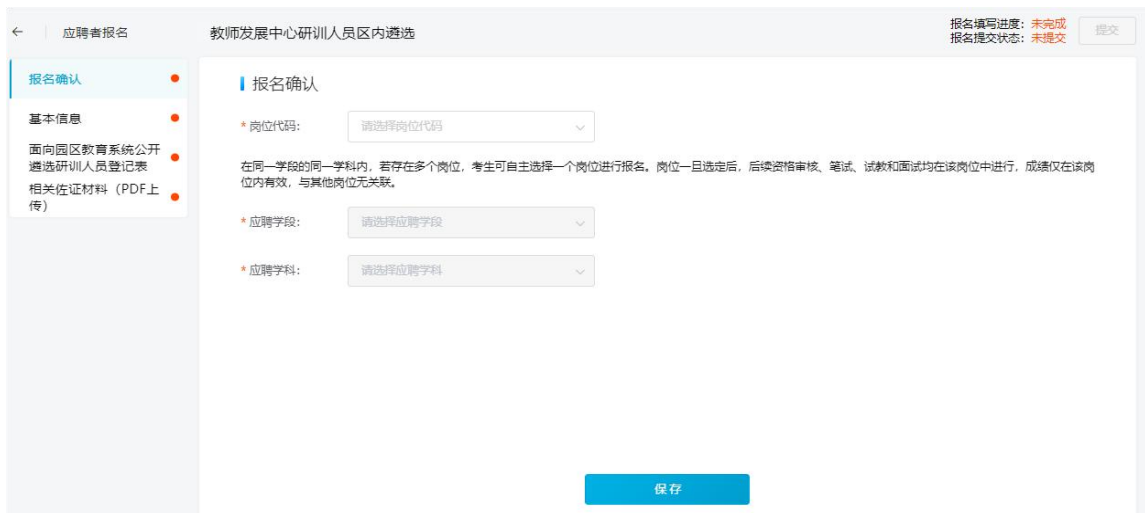 ← 应聘者报名
教师发展中心研训人员区内遴选
报名填写进度：未完成
报名提交状态：未提交
提交
报名确认
基本信息
面向园区教育系统公开
遴选研训人员登记表
相关佐证材料（PDF上
传）
报名确认
* 岗位代码：
请选择岗位代码
在同一学段的同一学科内，若存在多个岗位，考生可自主选择一个岗位进行报名。岗位一旦选定后，后续资格审核、笔试、试教和面试均在该岗位中进行，成绩仅在该岗
位内有效，与其他岗位无关联。
* 应聘学段：
请选择应聘学段
* 应聘学科：
请选择应聘学科
保存